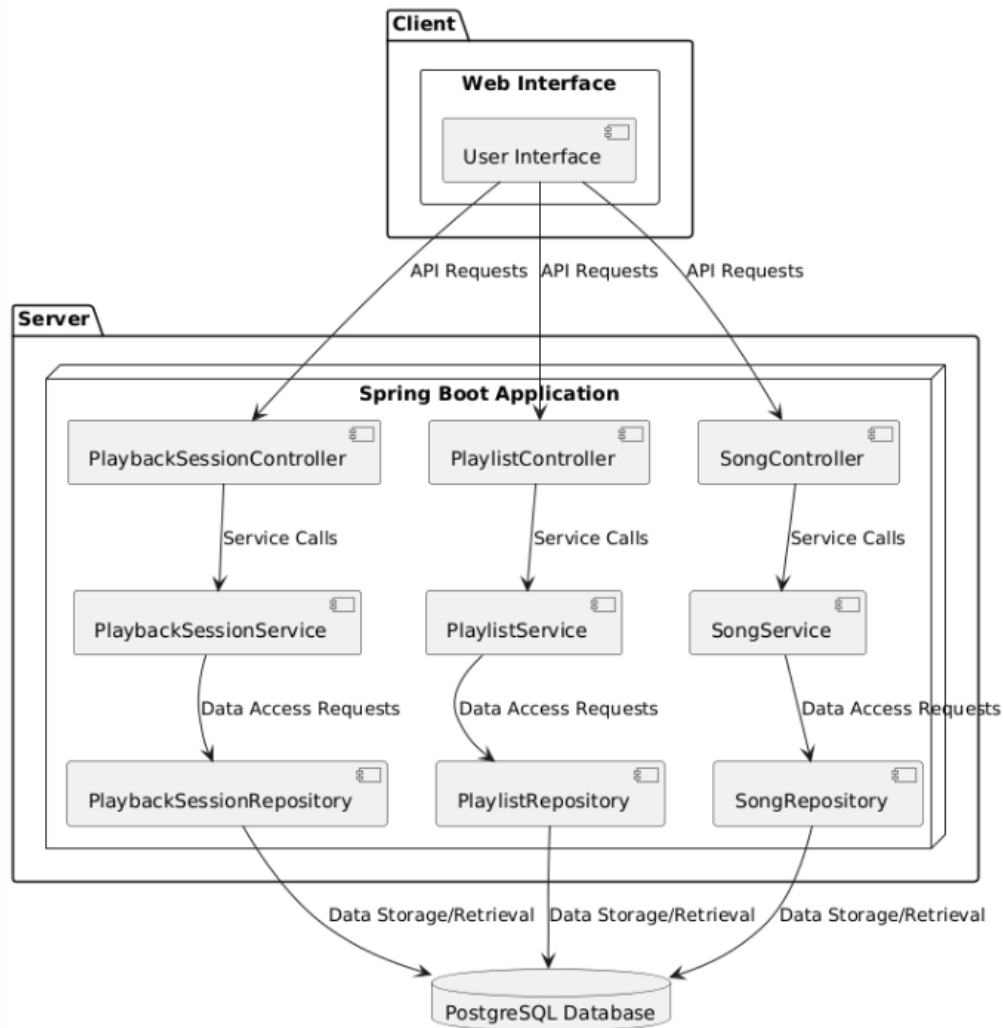 Client
Web Interface
User Interface
API Requests
API Requests
API Requests
Server
Spring Boot Application
PlaybackSessionController
PlaylistController
SongController
Service Calls
Service Calls
Service Calls
PlaybackSessionService
PlaylistService
SongService
Data Access Requests
Data Access Requests
Data Access Requests
PlaybackSessionRepository
PlaylistRepository
SongRepository
Data Storage/Retrieval
Data Storage/Retrieval
Data Storage/Retrieval
PostgreSQL Database